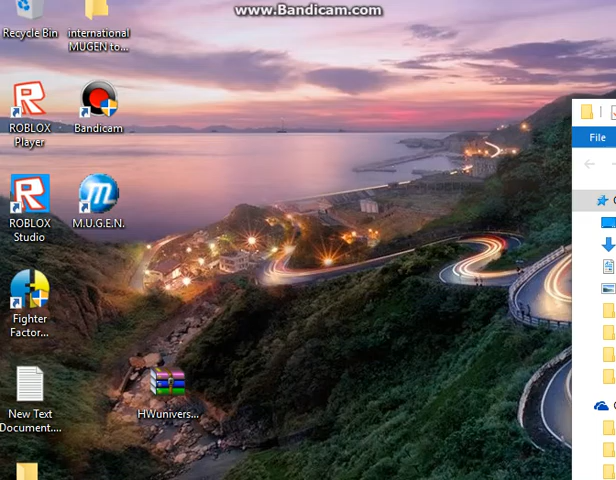 www.Bandicam.com
Recycle Bin
international
MUGEN to...
ROBLOX
Player
Bandicam
File
ROBLOX
Studio
M.U.G.E.N.
Fighter
Factor...
New Text
Document....
HWunivers...